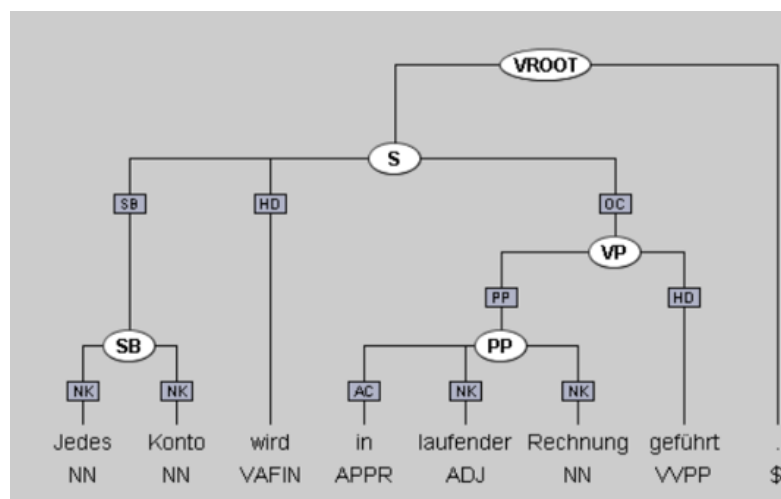 VROOT
S
SB HD OC
VP
PP HD
SB PP
NK NK AC NK NK
Jedes Konto wird in laufender Rechnung geführt .
NN NN VAFIN APPR ADJ NN VVPP $